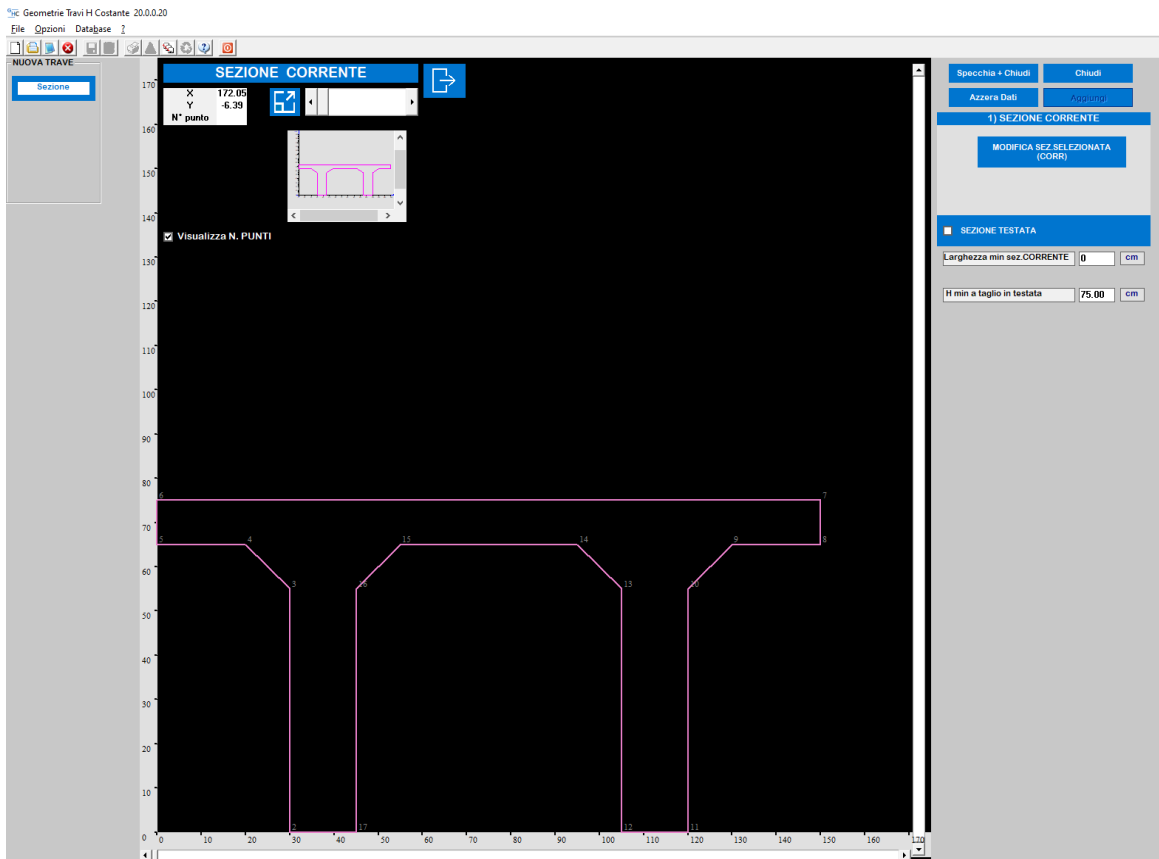 Geometrie Travi H Costante 20.0.0.20
File Opzioni Database ?
NUOVA TRAVE
Sezione
SEZIONE CORRENTE
X 172.05
Y -6.39
N° punto
Visualizza N. PUNTI
170
160
150
140
130
120
110
100
90
80
70
60
50
40
30
20
10
0
6 7
5 4 15 14 9 8
3 16 13 10
2 17 12 11
0 10 20 30 40 50 60 70 80 90 100 110 120 130 140 150 160 170
Specchia + Chiudi Chiudi
Azzera Dati Aggiungi
1) SEZIONE CORRENTE
MODIFICA SEZ.SELEZIONATA
(CORR)
SEZIONE TESTATA
Larghezza min sez.CORRENTE 0 cm
H min a taglio in testata 75.00 cm